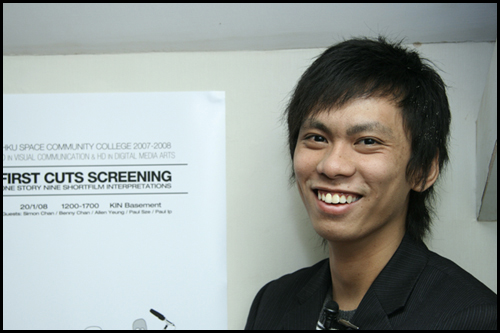 HKU SPACE COMMUNITY COLLEGE 2007-2008
in VISUAL COMMUNICATION & HD in DIGITAL MEDIA ARTS
FIRST CUTS SCREENING
ONE STORY NINE SHORTFILM INTERPRETATIONS
20/1/08 1200-1700 KIN Basement
Guests: Simon Chan / Benny Chan / Allen Yeung / Paul Sze / Paul Ip